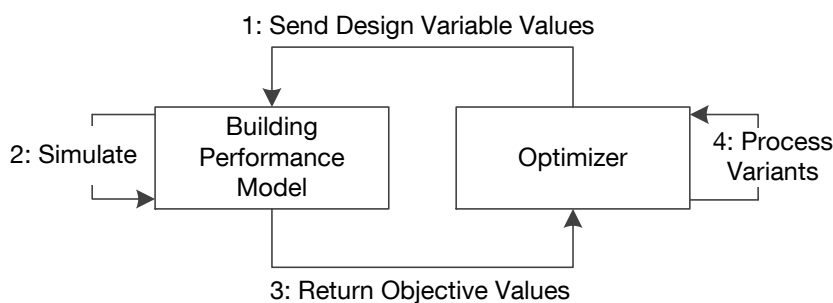 1: Send Design Variable Values
2: Simulate
Building
Performance
Model
Optimizer
4: Process
Variants
3: Return Objective Values